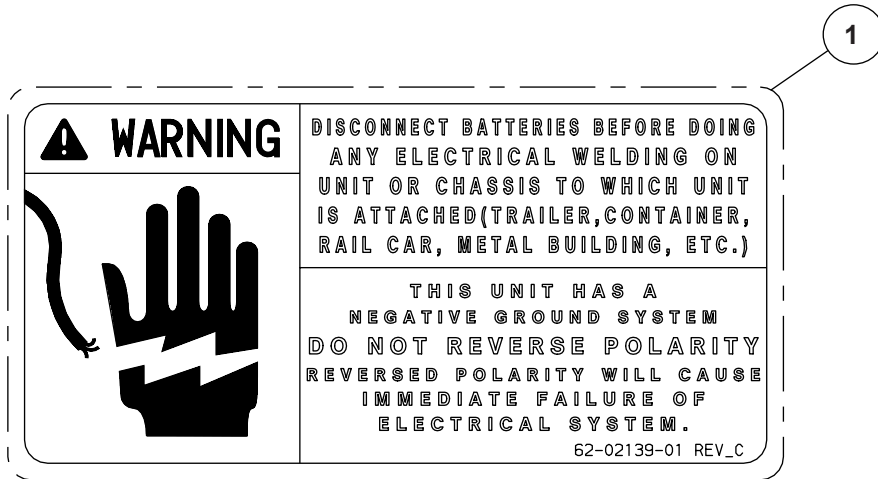 1
WARNING
DISCONNECT BATTERIES BEFORE DOING
ANY ELECTRICAL WELDING ON
UNIT OR CHASSIS TO WHICH UNIT
IS ATTACHED(TRAILER,CONTAINER,
RAIL CAR, METAL BUILDING, ETC.)
THIS UNIT HAS A
NEGATIVE GROUND SYSTEM
DO NOT REVERSE POLARITY
REVERSED POLARITY WILL CAUSE
IMMEDIATE FAILURE OF
ELECTRICAL SYSTEM.
62-02139-01 REV_C